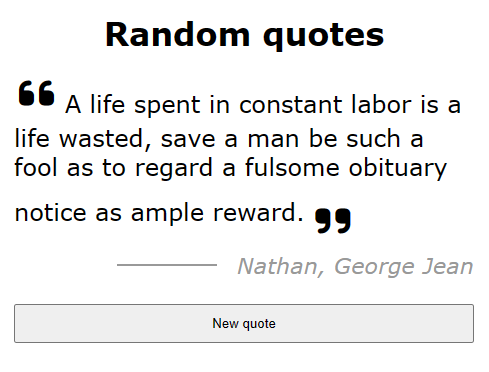 Random quotes
❝ A life spent in constant labor is a
life wasted, save a man be such a
fool as to regard a fulsome obituary
notice as ample reward. ❞
Nathan, George Jean
New quote